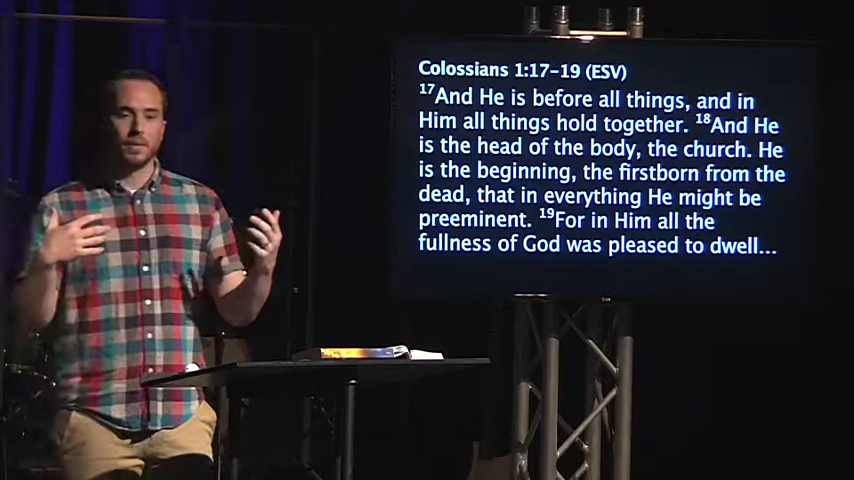 Colossians 1:17–19 (ESV)
¹⁷And He is before all things, and in
Him all things hold together. ¹⁸And He
is the head of the body, the church. He
is the beginning, the firstborn from the
dead, that in everything He might be
preeminent. ¹⁹For in Him all the
fullness of God was pleased to dwell...